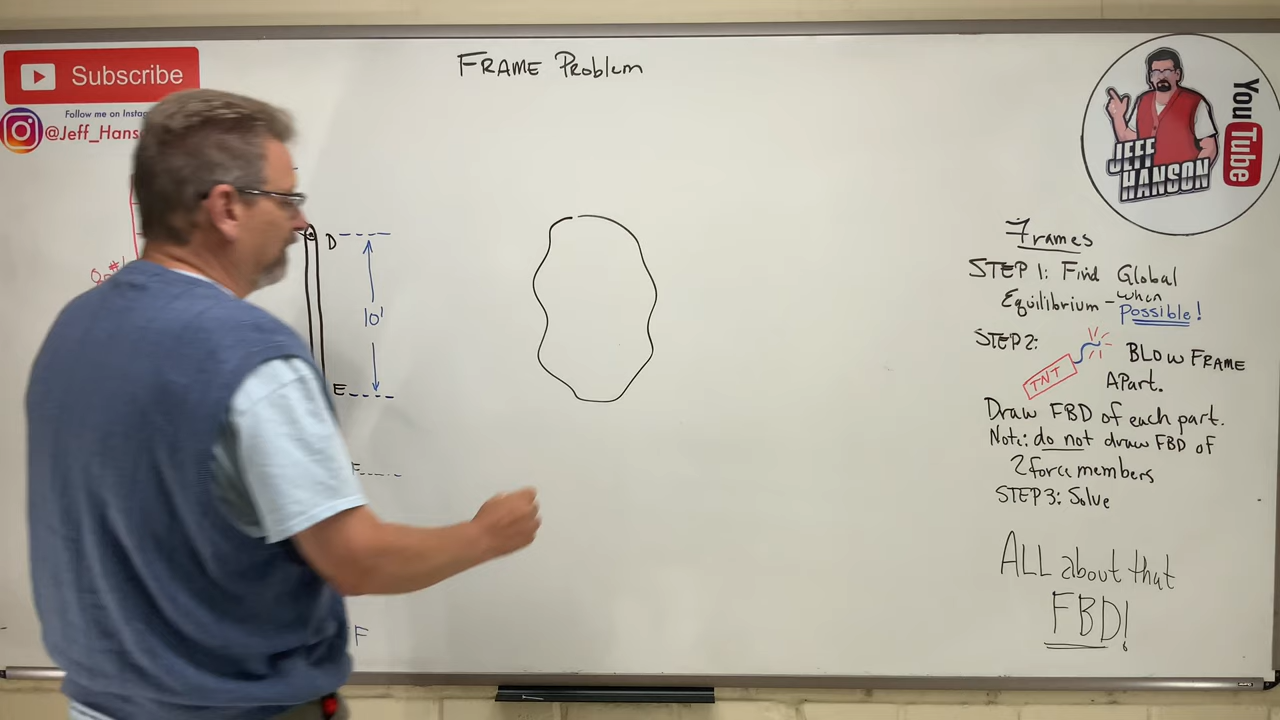 FRAME Problem
Subscribe
Follow me on
@Jeff_
D
10'
E
F
F
JEFF
HANSON
YouTube
Frames
STEP 1: Find Global
Equilibrium - when
possible!
STEP 2:
TNT
BLOW FRAME
APart.
Draw FBD of each part.
Note: do not draw FBD of
2 force members
STEP 3: Solve
ALL about that
FBD!